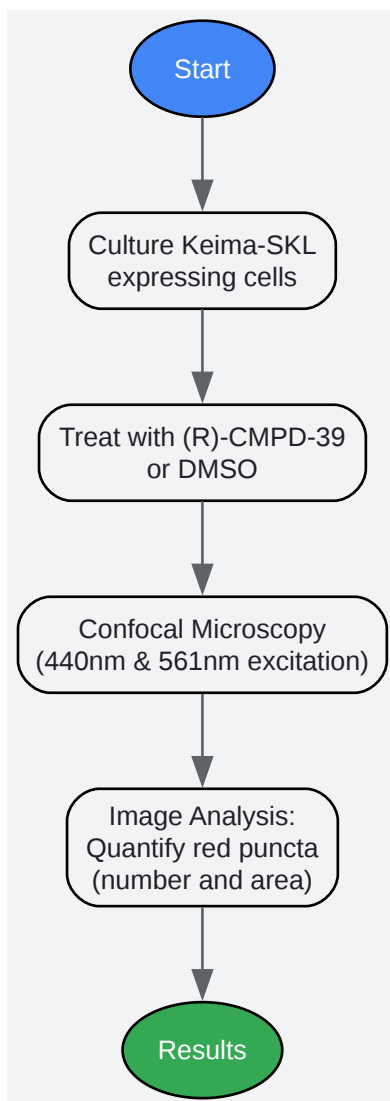 Start
Culture Keima-SKL
expressing cells
Treat with (R)-CMPD-39
or DMSO
Confocal Microscopy
(440nm & 561nm excitation)
Image Analysis:
Quantify red puncta
(number and area)
Results